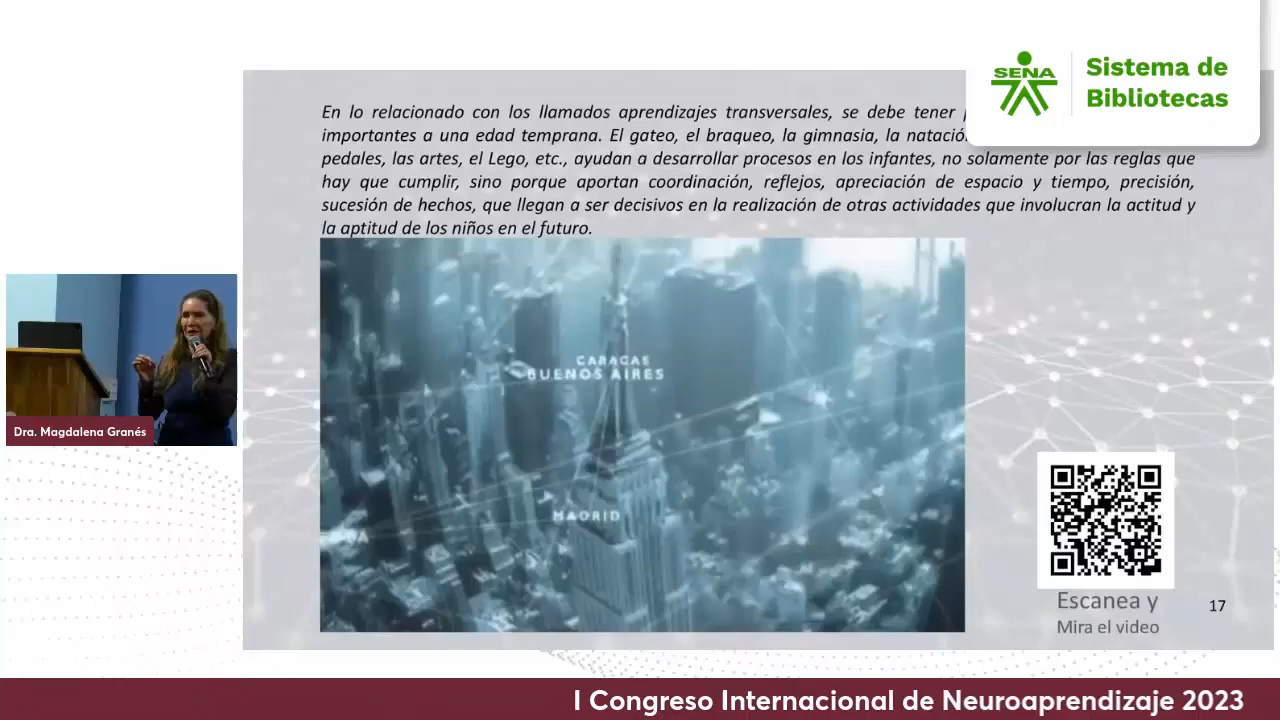 SENA
Sistema de
Bibliotecas
En lo relacionado con los llamados aprendizajes transversales, se debe tener
importantes a una edad temprana. El gateo, el braqueo, la gimnasia, la natación
pedales, las artes, el Lego, etc., ayudan a desarrollar procesos en los infantes, no solamente por las reglas que
hay que cumplir, sino porque aportan coordinación, reflejos, apreciación de espacio y tiempo, precisión,
sucesión de hechos, que llegan a ser decisivos en la realización de otras actividades que involucran la actitud y
la aptitud de los niños en el futuro.
CARACAS
BUENOS AIRES
MADRID
Dra. Magdalena Granés
Escanea y
Mira el video
17
I Congreso Internacional de Neuroaprendizaje 2023